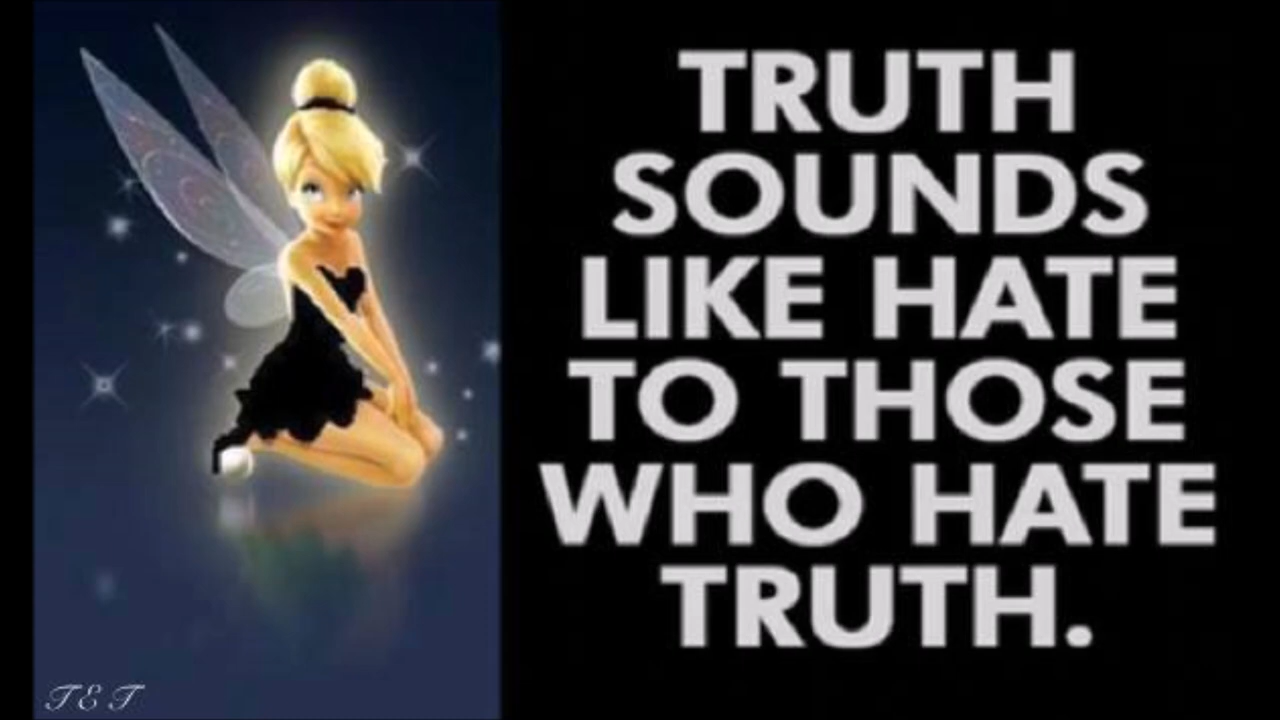 TRUTH
SOUNDS
LIKE HATE
TO THOSE
WHO HATE
TRUTH.
TET